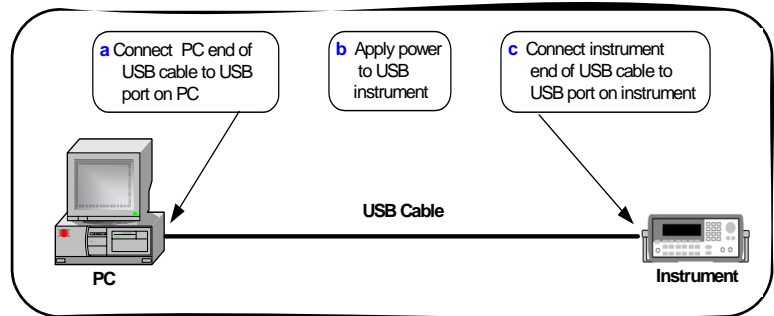 a Connect PC end of
USB cable to USB
port on PC
b Apply power
to USB
instrument
c Connect instrument
end of USB cable to
USB port on instrument
USB Cable
PC
Instrument